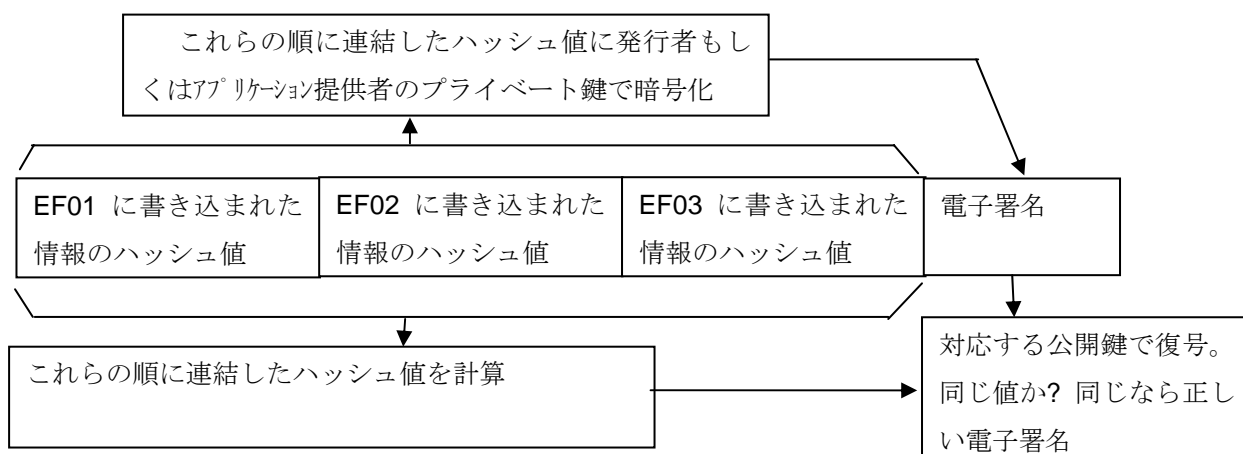 これらの順に連結したハッシュ値に発行者もし
くはｱﾌﾟﾘｹｰｼｮﾝ提供者のプライベート鍵で暗号化
EF01 に書き込まれた
情報のハッシュ値
EF02 に書き込まれた
情報のハッシュ値
EF03 に書き込まれた
情報のハッシュ値
電子署名
これらの順に連結したハッシュ値を計算
対応する公開鍵で復号。
同じ値か? 同じなら正し
い電子署名